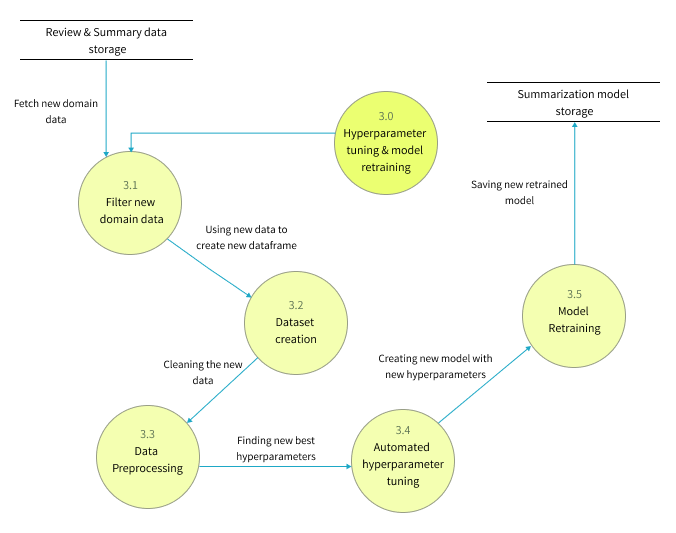 Review & Summary data
storage
Fetch new domain
data
3.0
Hyperparameter
tuning & model
retraining
Summarization model
storage
3.1
Filter new
domain data
Saving new retrained
model
Using new data to
create new dataframe
3.2
Dataset
creation
3.5
Model
Retraining
Cleaning the new
data
Creating new model with
new hyperparameters
3.3
Data
Preprocessing
Finding new best
hyperparameters
3.4
Automated
hyperparameter
tuning